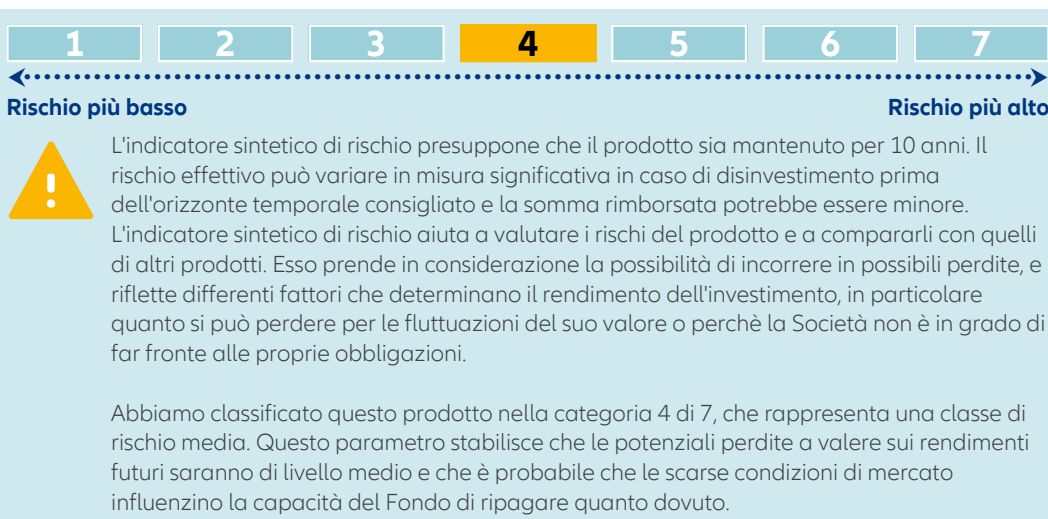 1 2 3 4 5 6 7
Rischio più basso Rischio più alto
L'indicatore sintetico di rischio presuppone che il prodotto sia mantenuto per 10 anni. Il
rischio effettivo può variare in misura significativa in caso di disinvestimento prima
dell'orizzonte temporale consigliato e la somma rimborsata potrebbe essere minore.
L'indicatore sintetico di rischio aiuta a valutare i rischi del prodotto e a compararli con quelli
di altri prodotti. Esso prende in considerazione la possibilità di incorrere in possibili perdite, e
riflette differenti fattori che determinano il rendimento dell'investimento, in particolare
quanto si può perdere per le fluttuazioni del suo valore o perchè la Società non è in grado di
far fronte alle proprie obbligazioni.
Abbiamo classificato questo prodotto nella categoria 4 di 7, che rappresenta una classe di
rischio media. Questo parametro stabilisce che le potenziali perdite a valere sui rendimenti
futuri saranno di livello medio e che è probabile che le scarse condizioni di mercato
influenzino la capacità del Fondo di ripagare quanto dovuto.